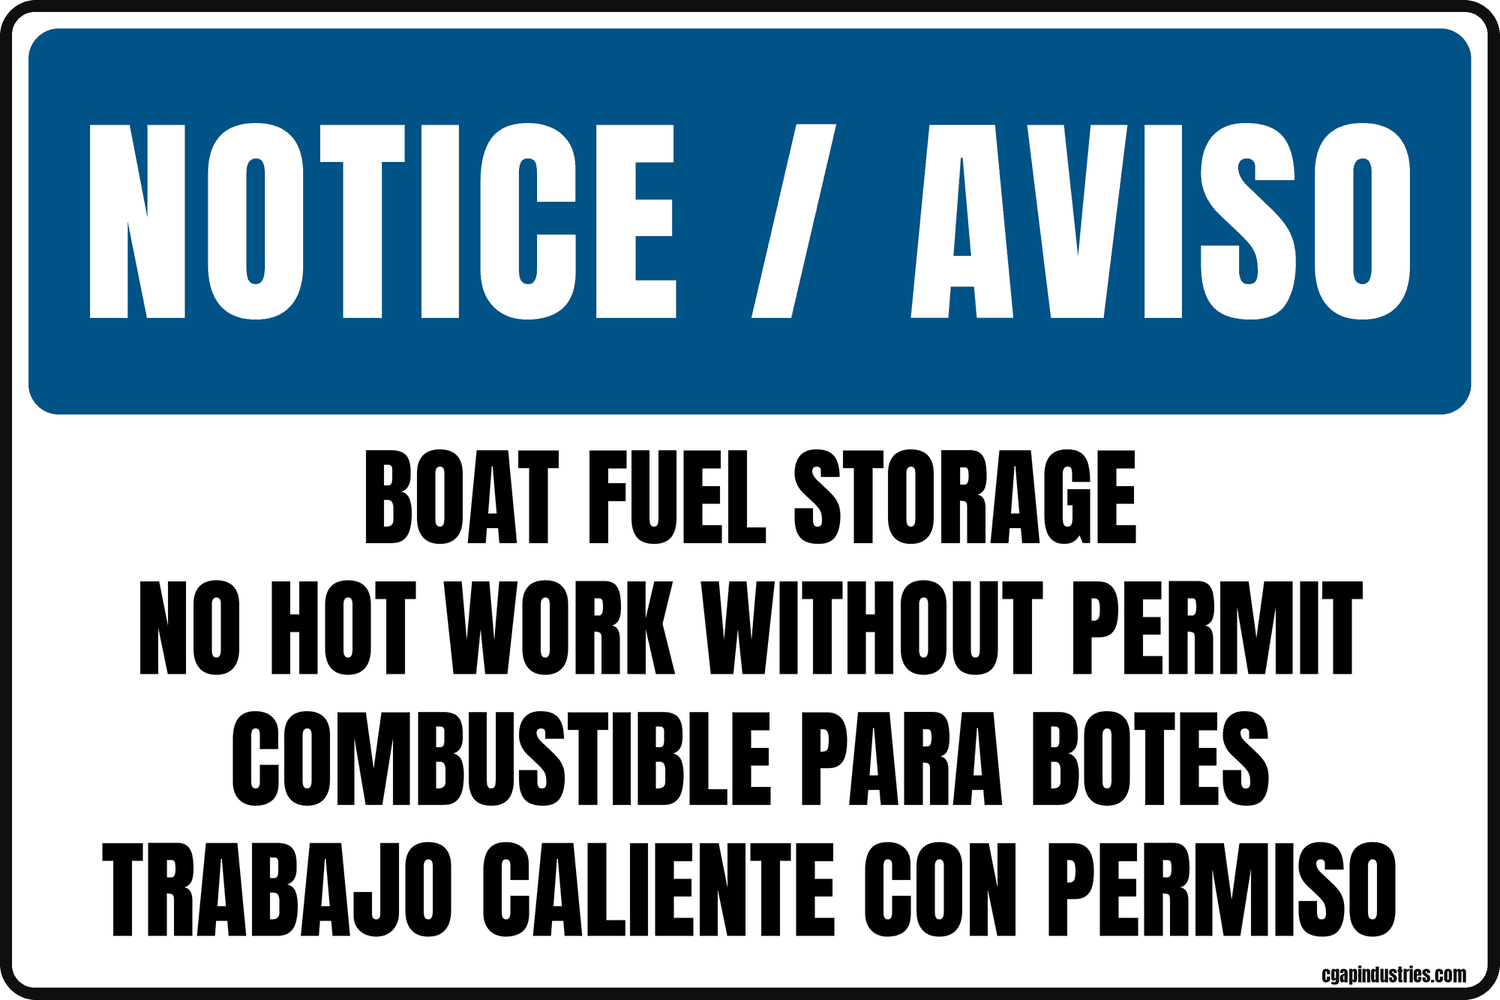 NOTICE / AVISO
BOAT FUEL STORAGE
NO HOT WORK WITHOUT PERMIT
COMBUSTIBLE PARA BOTES
TRABAJO CALIENTE CON PERMISO
cgapindustries.com